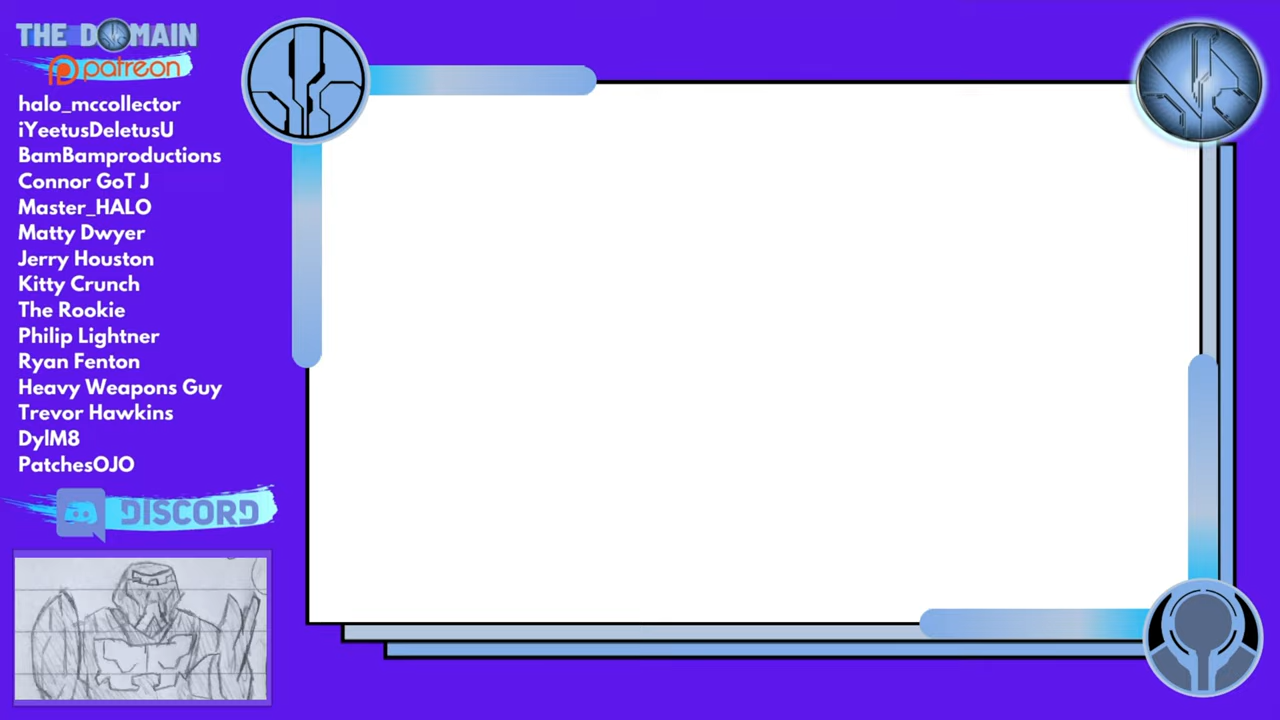 THE DOMAIN
patreon
halo_mccollector
iYeetusDeletusU
BamBamproductions
Connor GoT J
Master_HALO
Matty Dwyer
Jerry Houston
Kitty Crunch
The Rookie
Philip Lightner
Ryan Fenton
Heavy Weapons Guy
Trevor Hawkins
DylM8
PatchesOJO
DISCORD